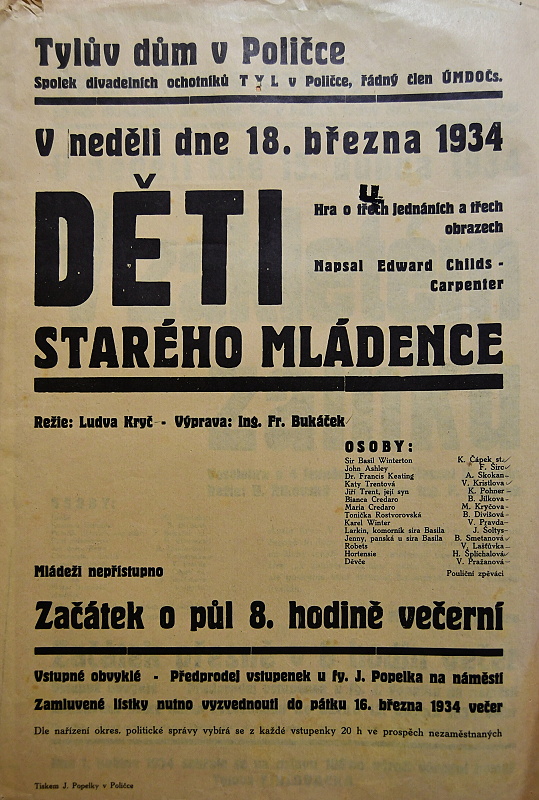 Tylův dům v Poličce
Spolek divadelních ochotníků T Y L v Poličce, řádný člen ÚMDOČs.
V neděli dne 18. března 1934
DĚTI
4
Hra o třech jednáních a třech
obrazech
Napsal Edward Childs -
Carpenter
STARÉHO MLÁDENCE
Režie: Ludva Kryč - Výprava: Ing. Fr. Bukáček
OSOBY:
Sir Basil Winterton K. Čápek st.
John Ashley F. Širc
Dr. Francis Keating A. Skokan
Katy Trentová V. Kristlova
Jiří Trent, její syn K. Pohner
Bianca Credaro B. Jílkova
Maria Credaro M. Kryčova
Tonička Rostvorovská B. Divišová
Karel Winter V. Pravda
Larkin, komorník sira Basila J. Šoltys
Jenny, panská u sira Basila B. Smetanová
Robets V. Laštůvka
Hortensie H. Šplíchalová
Děvče V. Pražanová
Pouliční zpěváci
Mládeži nepřístupno
Začátek o půl 8. hodině večerní
Vstupné obvyklé - Předprodej vstupenek u fy. J. Popelka na náměstí
Zamluvené lístky nutno vyzvednouti do pátku 16. března 1934 večer
Dle nařízení okres. politické správy vybírá se z každé vstupenky 20 h ve prospěch nezaměstnaných
Tiskem J. Popelky v Poličce